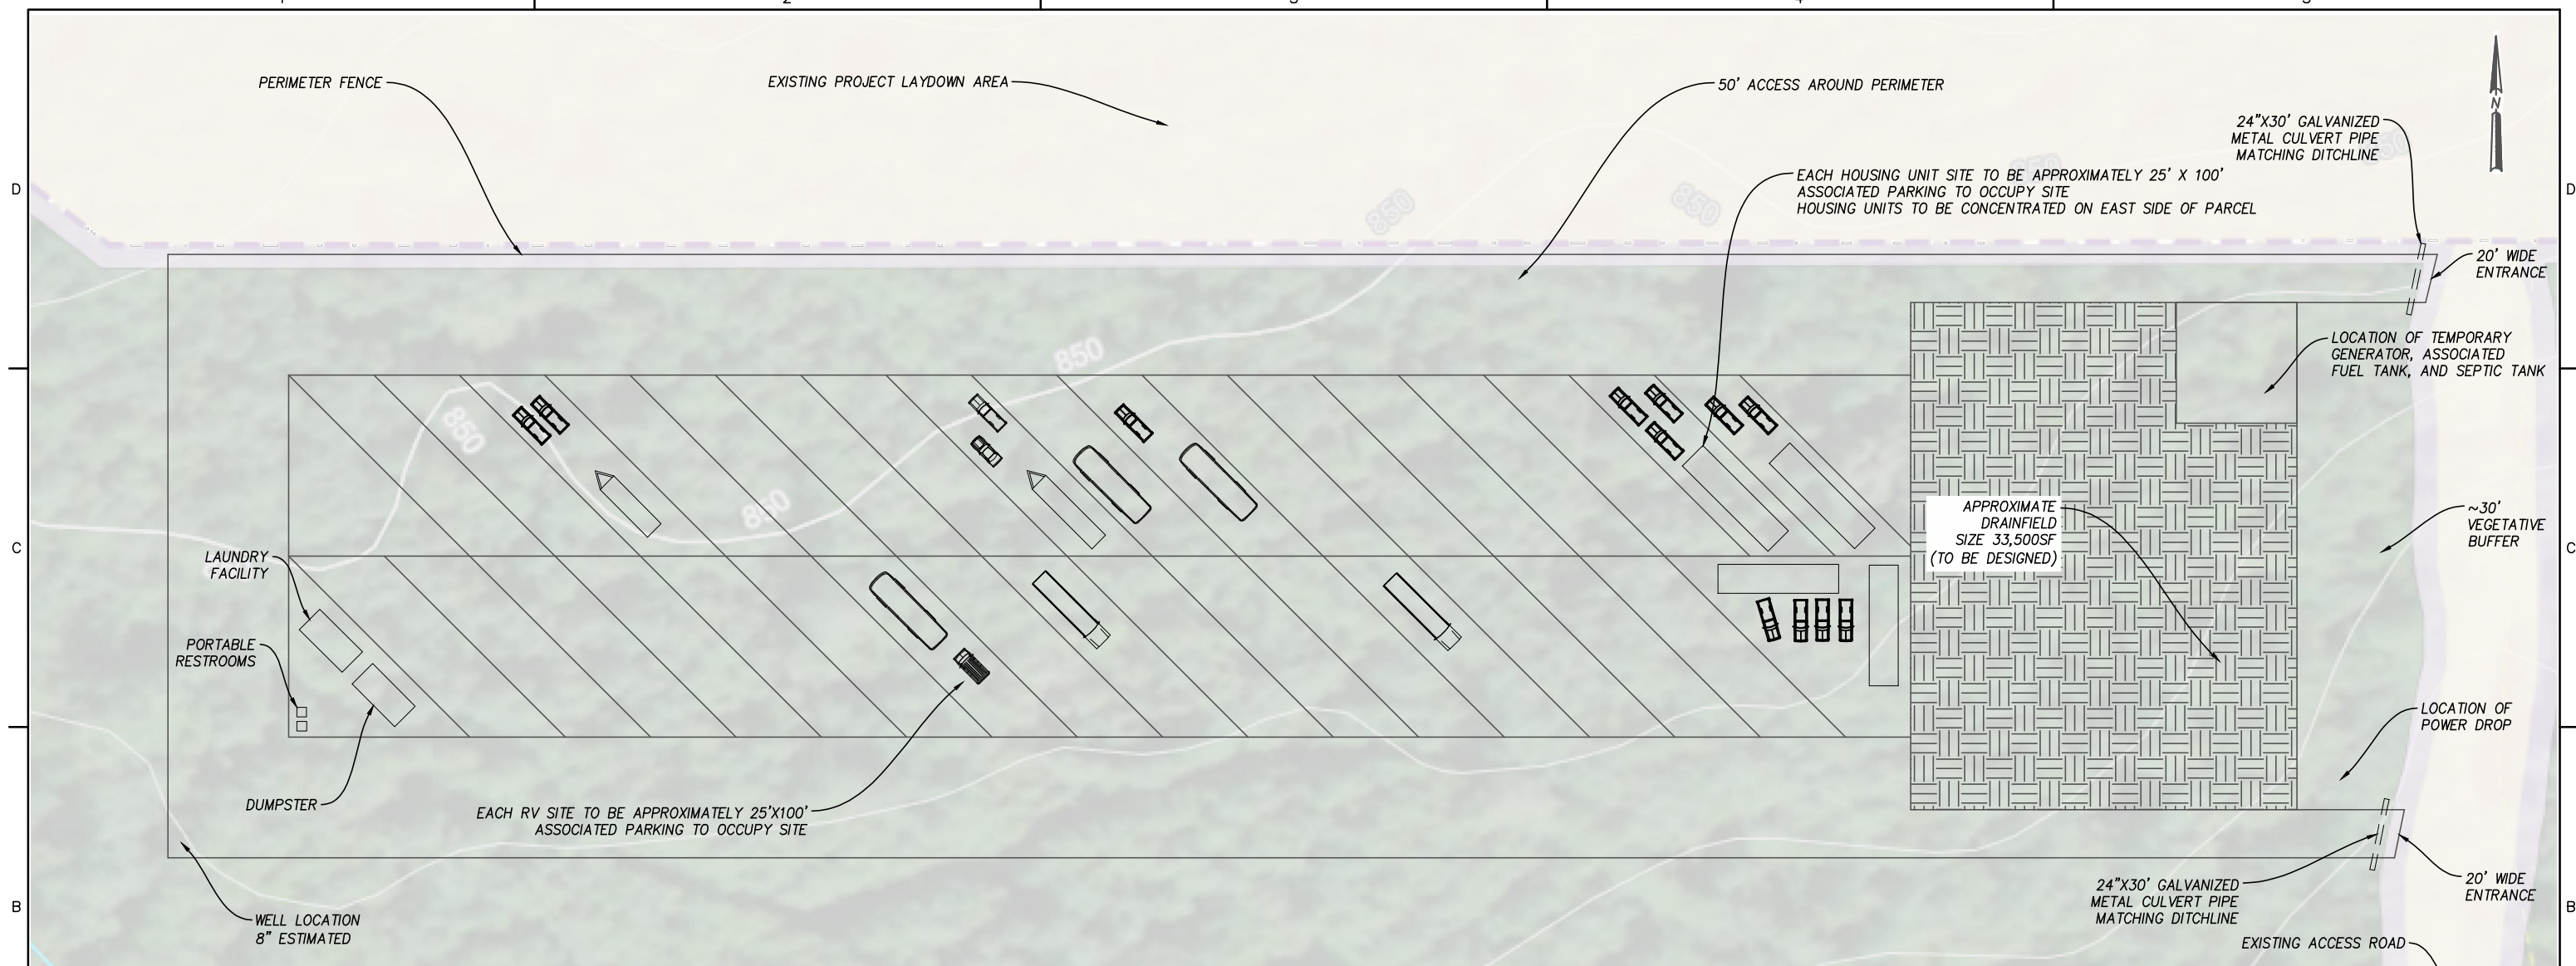 PERIMETER FENCE
EXISTING PROJECT LAYDOWN AREA
50' ACCESS AROUND PERIMETER
24"X30' GALVANIZED
METAL CULVERT PIPE
MATCHING DITCHLINE
N
D
D
EACH HOUSING UNIT SITE TO BE APPROXIMATELY 25' X 100'
ASSOCIATED PARKING TO OCCUPY SITE
HOUSING UNITS TO BE CONCENTRATED ON EAST SIDE OF PARCEL
850
850
850
850
20' WIDE
ENTRANCE
LOCATION OF TEMPORARY
GENERATOR, ASSOCIATED
FUEL TANK, AND SEPTIC TANK
850
850
850
APPROXIMATE
DRAINFIELD
SIZE 33,500SF
(TO BE DESIGNED)
~30'
VEGETATIVE
BUFFER
C
C
LAUNDRY
FACILITY
PORTABLE
RESTROOMS
LOCATION OF
POWER DROP
DUMPSTER
EACH RV SITE TO BE APPROXIMATELY 25'X100'
ASSOCIATED PARKING TO OCCUPY SITE
24"X30' GALVANIZED
METAL CULVERT PIPE
MATCHING DITCHLINE
20' WIDE
ENTRANCE
B
B
WELL LOCATION
8" ESTIMATED
EXISTING ACCESS ROAD